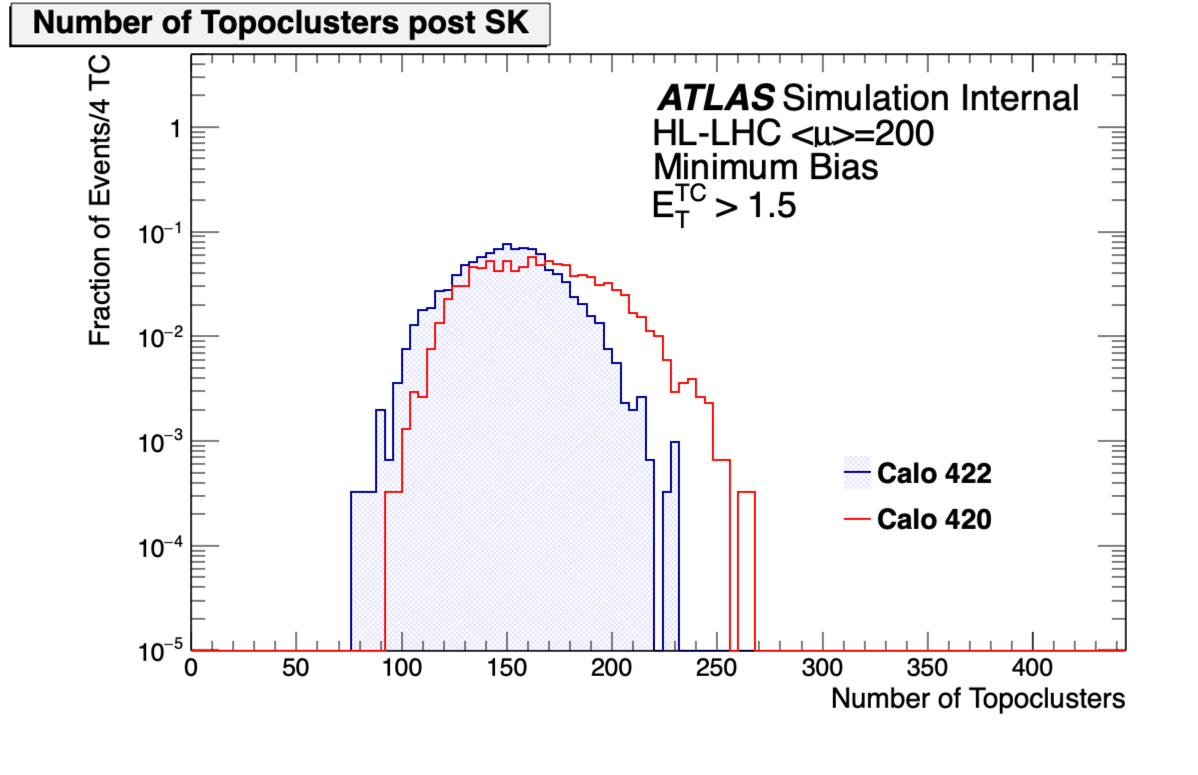 Number of Topoclusters post SK
Fraction of Events/4 TC
ATLAS Simulation Internal
HL-LHC <μ>=200
Minimum Bias
E_T^TC > 1.5
1
10⁻¹
10⁻²
10⁻³
10⁻⁴
10⁻⁵
Calo 422
Calo 420
0 50 100 150 200 250 300 350 400
Number of Topoclusters